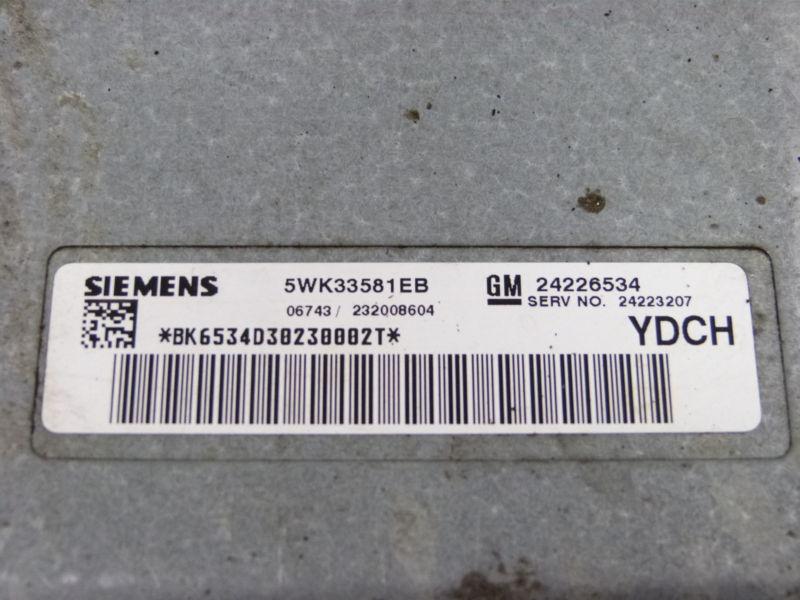 SIEMENS 5WK33581EB GM 24226534
06743/ 232008604 SERV NO. 24223207
*BK6534D30230002T* YDCH